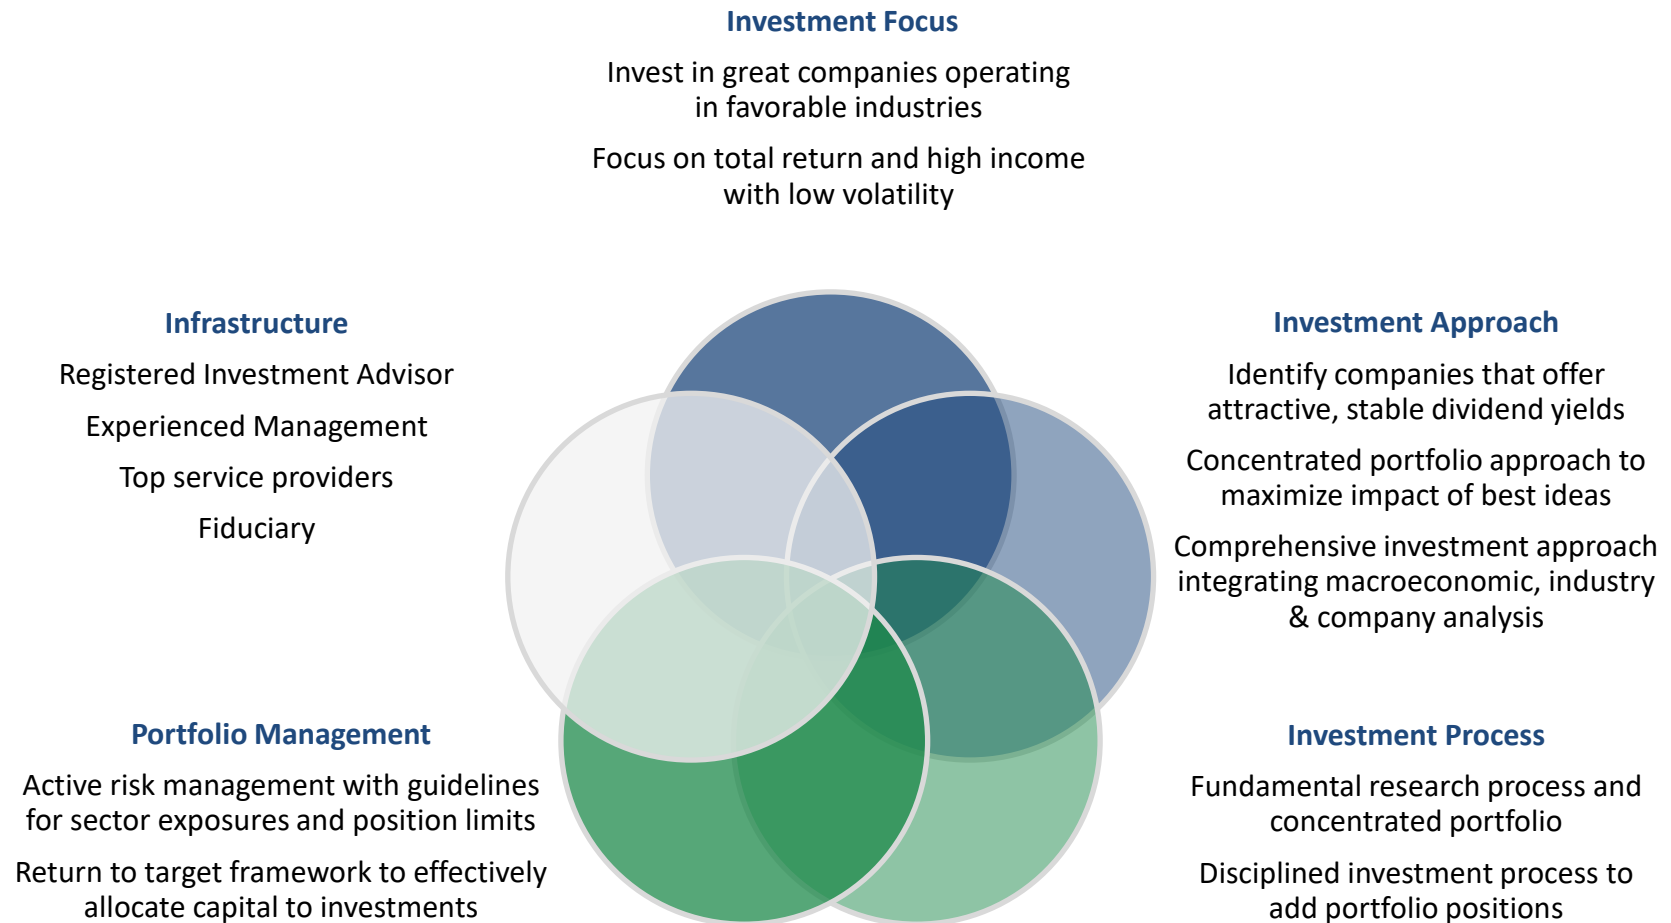 Investment Focus
Invest in great companies operating
in favorable industries
Focus on total return and high income
with low volatility
Infrastructure
Registered Investment Advisor
Experienced Management
Top service providers
Fiduciary
Investment Approach
Identify companies that offer
attractive, stable dividend yields
Concentrated portfolio approach to
maximize impact of best ideas
Comprehensive investment approach
integrating macroeconomic, industry
& company analysis
Portfolio Management
Active risk management with guidelines
for sector exposures and position limits
Return to target framework to effectively
allocate capital to investments
Investment Process
Fundamental research process and
concentrated portfolio
Disciplined investment process to
add portfolio positions